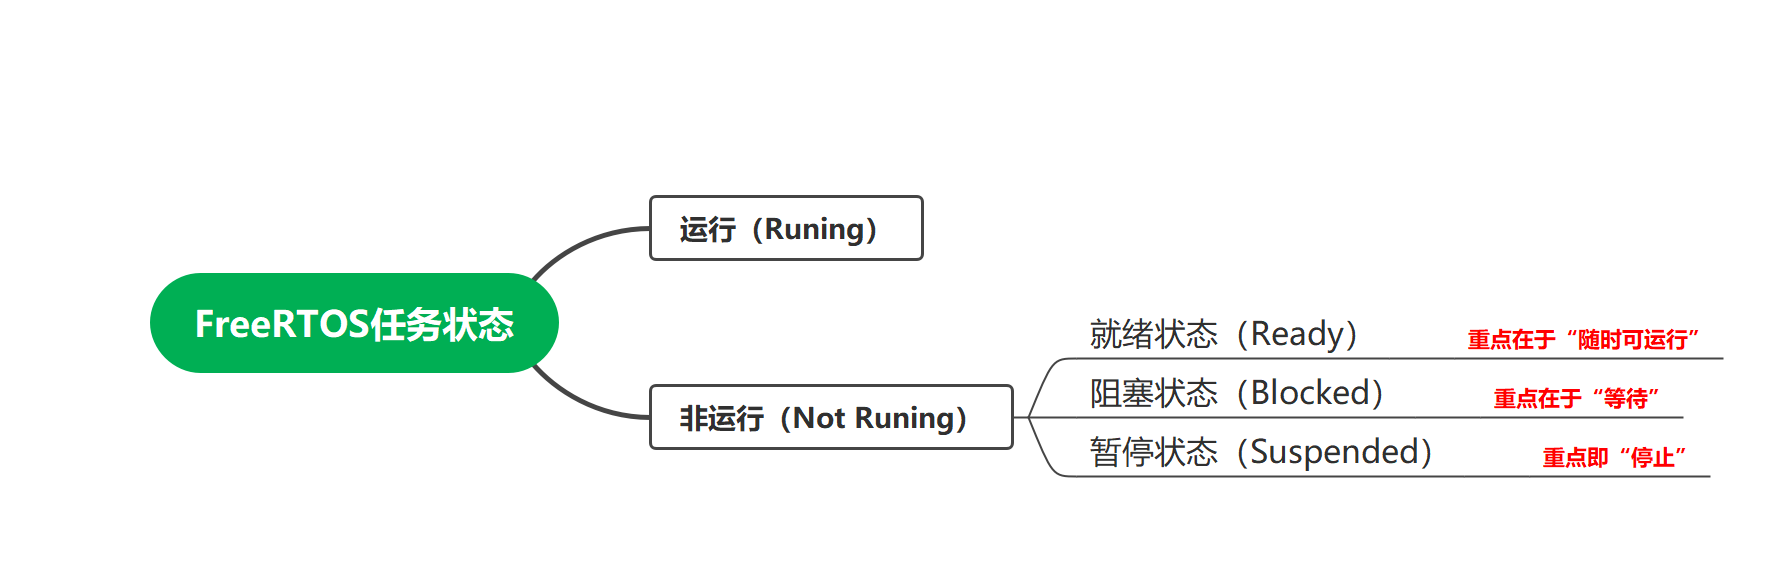 运行（Runing）
FreeRTOS任务状态
就绪状态（Ready） 重点在于“随时可运行”
阻塞状态（Blocked） 重点在于“等待”
非运行（Not Runing）
暂停状态（Suspended） 重点即“停止”